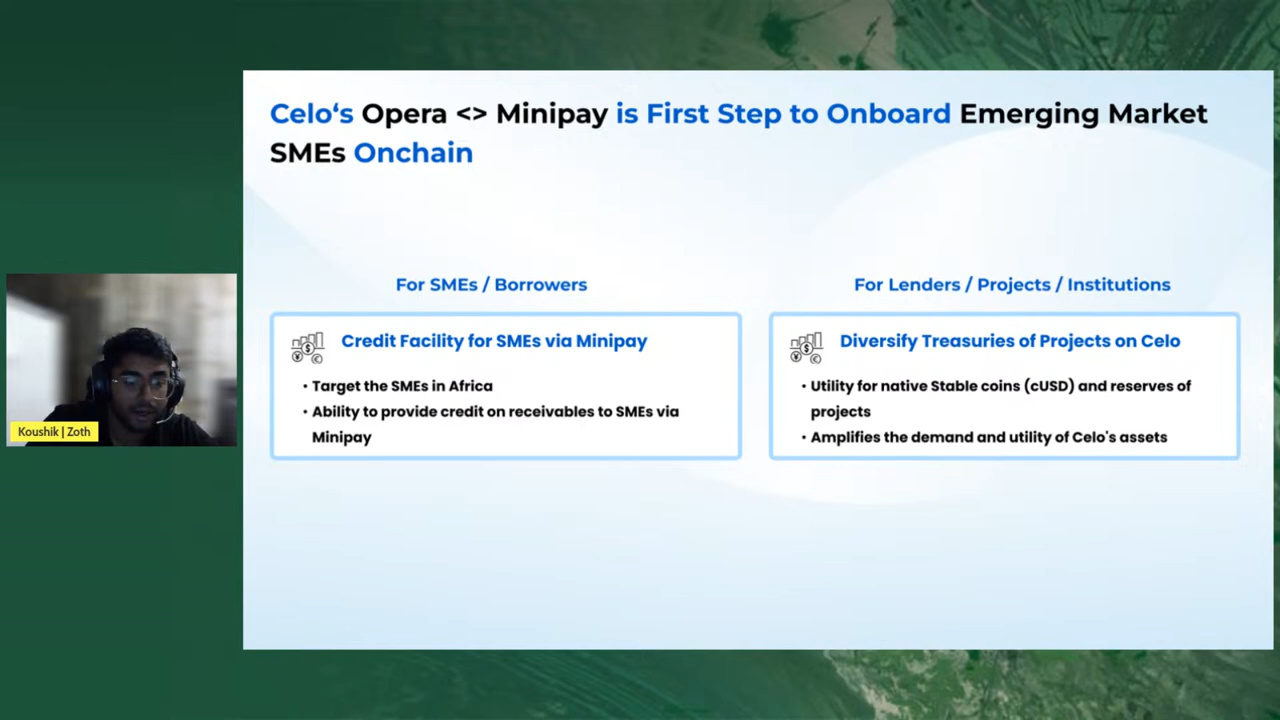 Celo‘s Opera <> Minipay is First Step to Onboard Emerging Market
SMEs Onchain
For SMEs / Borrowers
For Lenders / Projects / Institutions
Credit Facility for SMEs via Minipay
• Target the SMEs in Africa
• Ability to provide credit on receivables to SMEs via
Minipay
Diversify Treasuries of Projects on Celo
• Utility for native Stable coins (cUSD) and reserves of
projects
• Amplifies the demand and utility of Celo's assets
Koushik | Zoth